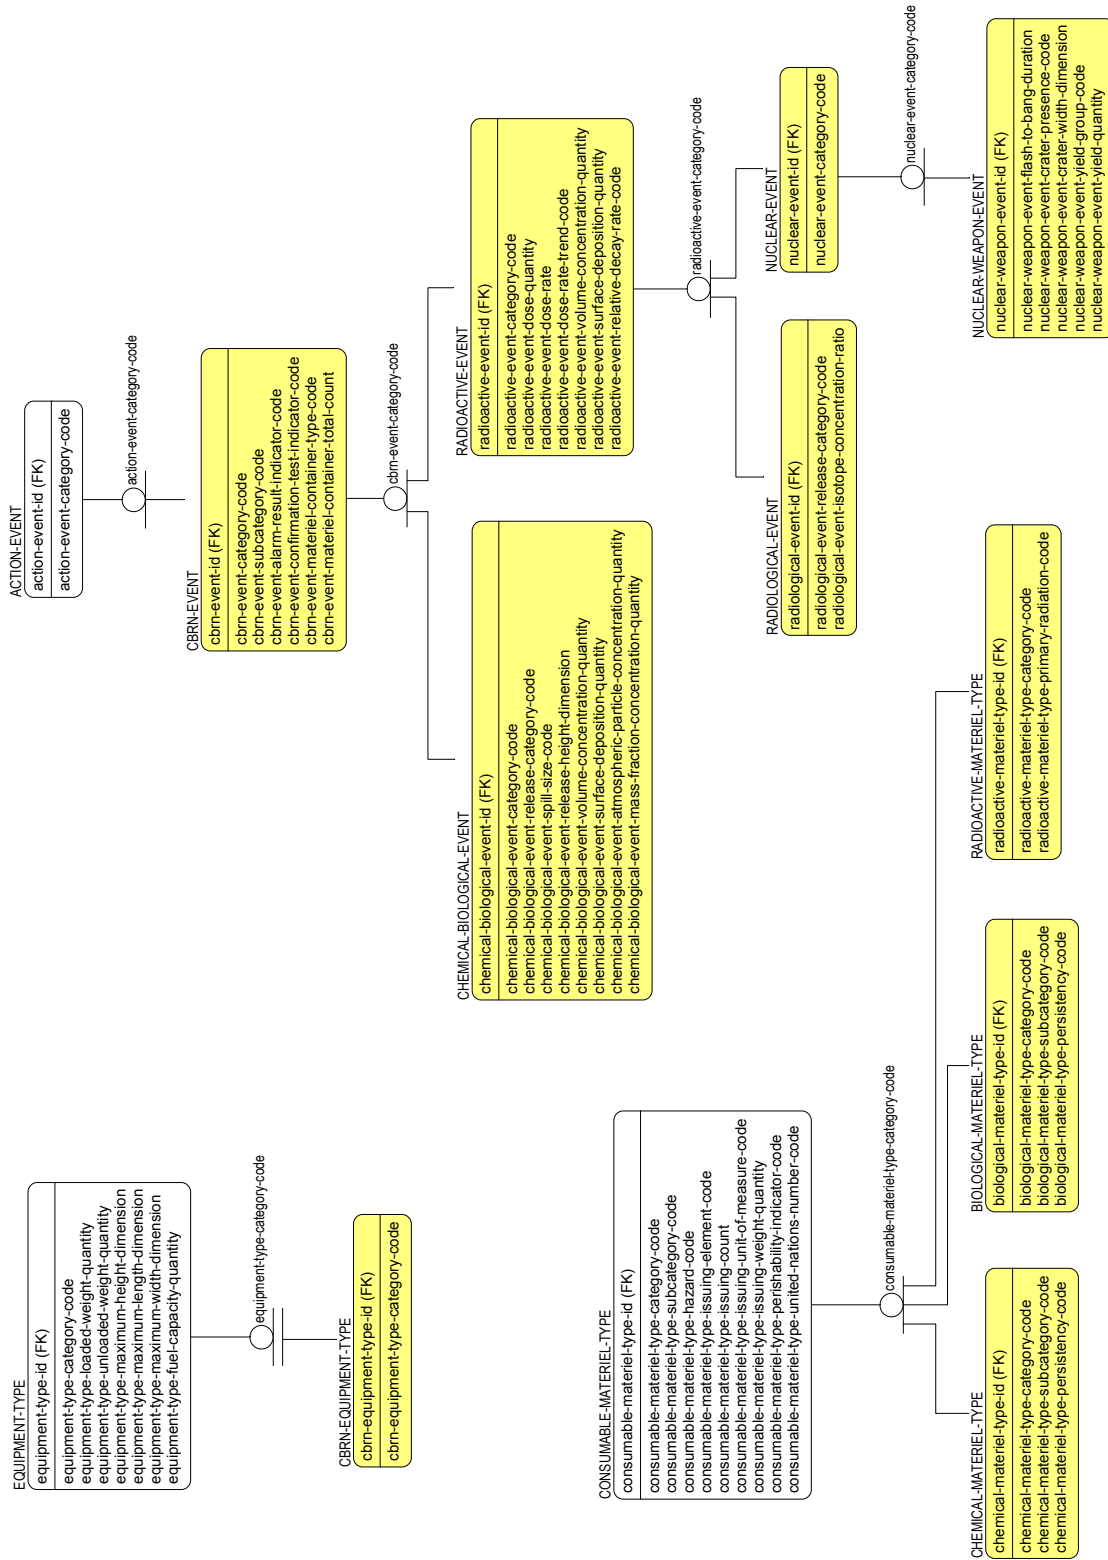 EQUIPMENT-TYPE
equipment-type-id (FK)
equipment-type-category-code
equipment-type-loaded-weight-quantity
equipment-type-unloaded-weight-quantity
equipment-type-maximum-height-dimension
equipment-type-maximum-length-dimension
equipment-type-maximum-width-dimension
equipment-type-fuel-capacity-quantity
equipment-type-category-code
CBRN-EQUIPMENT-TYPE
cbrn-equipment-type-id (FK)
cbrn-equipment-type-category-code
ACTION-EVENT
action-event-id (FK)
action-event-category-code
action-event-category-code
CBRN-EVENT
cbrn-event-id (FK)
cbrn-event-category-code
cbrn-event-subcategory-code
cbrn-event-alarm-result-indicator-code
cbrn-event-confirmation-test-indicator-code
cbrn-event-materiel-container-type-code
cbrn-event-materiel-container-total-count
cbrn-event-category-code
CHEMICAL-BIOLOGICAL-EVENT
chemical-biological-event-id (FK)
chemical-biological-event-category-code
chemical-biological-event-release-category-code
chemical-biological-event-spill-size-code
chemical-biological-event-release-height-dimension
chemical-biological-event-volume-concentration-quantity
chemical-biological-event-surface-deposition-quantity
chemical-biological-event-atmospheric-particle-concentration-quantity
chemical-biological-event-mass-fraction-concentration-quantity
RADIOACTIVE-EVENT
radioactive-event-id (FK)
radioactive-event-category-code
radioactive-event-dose-quantity
radioactive-event-dose-rate
radioactive-event-dose-rate-trend-code
radioactive-event-volume-concentration-quantity
radioactive-event-surface-deposition-quantity
radioactive-event-relative-decay-rate-code
radioactive-event-category-code
RADIOLOGICAL-EVENT
radiological-event-id (FK)
radiological-event-release-category-code
radiological-event-isotope-concentration-ratio
NUCLEAR-EVENT
nuclear-event-id (FK)
nuclear-event-category-code
nuclear-event-category-code
NUCLEAR-WEAPON-EVENT
nuclear-weapon-event-id (FK)
nuclear-weapon-event-flash-to-bang-duration
nuclear-weapon-event-crater-presence-code
nuclear-weapon-event-crater-width-dimension
nuclear-weapon-event-yield-group-code
nuclear-weapon-event-yield-quantity
CONSUMABLE-MATERIEL-TYPE
consumable-materiel-type-id (FK)
consumable-materiel-type-category-code
consumable-materiel-type-subcategory-code
consumable-materiel-type-hazard-code
consumable-materiel-type-issuing-element-code
consumable-materiel-type-issuing-count
consumable-materiel-type-issuing-unit-of-measure-code
consumable-materiel-type-issuing-weight-quantity
consumable-materiel-type-perishability-indicator-code
consumable-materiel-type-united-nations-number-code
consumable-materiel-type-category-code
CHEMICAL-MATERIEL-TYPE
chemical-materiel-type-id (FK)
chemical-materiel-type-category-code
chemical-materiel-type-subcategory-code
chemical-materiel-type-persistency-code
BIOLOGICAL-MATERIEL-TYPE
biological-materiel-type-id (FK)
biological-materiel-type-category-code
biological-materiel-type-subcategory-code
biological-materiel-type-persistency-code
RADIOACTIVE-MATERIEL-TYPE
radioactive-materiel-type-id (FK)
radioactive-materiel-type-category-code
radioactive-materiel-type-primary-radiation-code